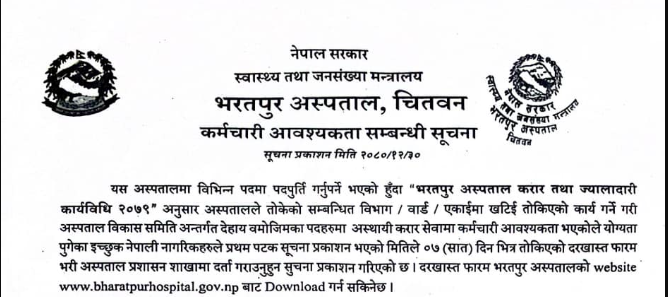 नेपाल सरकार
स्वास्थ्य तथा जनसंख्या मन्त्रालय
भरतपुर अस्पताल, चितवन
कर्मचारी आवश्यकता सम्बन्धी सूचना
सूचना प्रकाशन मिति २०८०/१२/३०
नेपाल सरकार
स्वास्थ्य तथा जनसंख्या मन्त्रालय
भरतपुर अस्पताल
चितवन
यस अस्पतालमा विभिन्न पदमा पदपुर्ति गर्नुपर्ने भएको हुँदा "भरतपुर अस्पताल करार तथा ज्यालादारी
कार्यविधि २०७९" अनुसार अस्पतालले तोकेको सम्बन्धित विभाग / वार्ड / एकाईमा खटिई तोकिएको कार्य गर्ने गरी
अस्पताल विकास समिति अन्तर्गत देहाय वमोजिमका पदहरुमा अस्थायी करार सेवामा कर्मचारी आवश्यकता भएकोले योग्यता
पुगेका इच्छुक नेपाली नागरिकहरुले प्रथम पटक सूचना प्रकाशन भएको मितिले ०७ (सात) दिन भित्र तोकिएको दरखास्त फारम
भरी अस्पताल प्रशासन शाखामा दर्ता गराउनुहुन सुचना प्रकाशन गरिएको छ । दरखास्त फारम भरतपुर अस्पतालको website
www.bharatpurhospital.gov.np बाट Download गर्न सकिनेछ ।